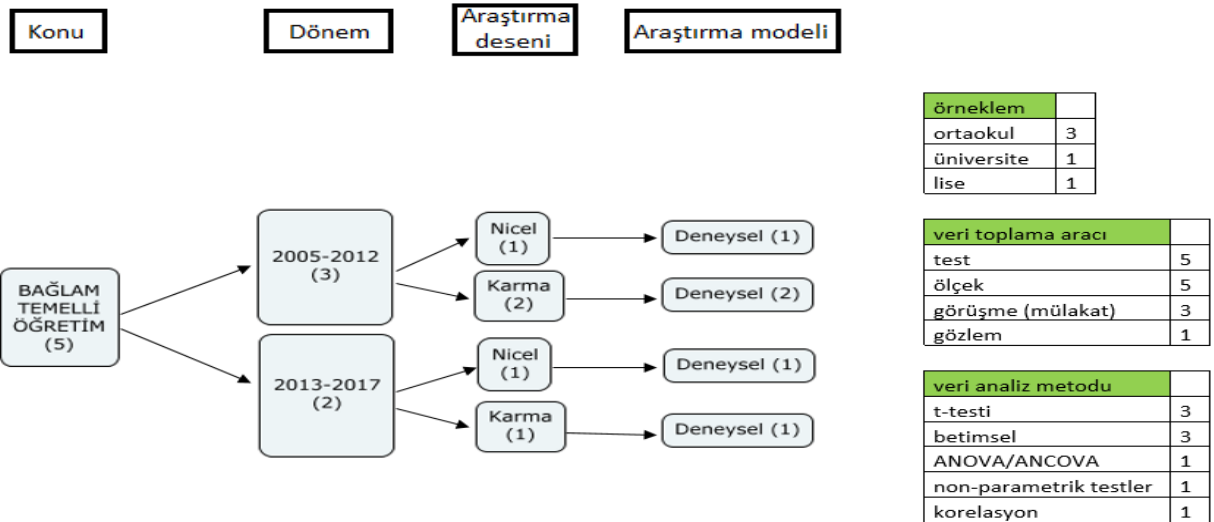 Konu
Dönem
Araştırma
deseni
Araştırma modeli
BAĞLAM
TEMELLİ
ÖĞRETİM
(5)
2005-2012
(3)
Nicel
(1)
Deneysel (1)
Karma
(2)
Deneysel (2)
2013-2017
(2)
Nicel
(1)
Deneysel (1)
Karma
(1)
Deneysel (1)
örneklem
ortaokul 3
üniversite 1
lise 1
veri toplama aracı
test 5
ölçek 5
görüşme (mülakat) 3
gözlem 1
veri analiz metodu
t-testi 3
betimsel 3
ANOVA/ANCOVA 1
non-parametrik testler 1
korelasyon 1